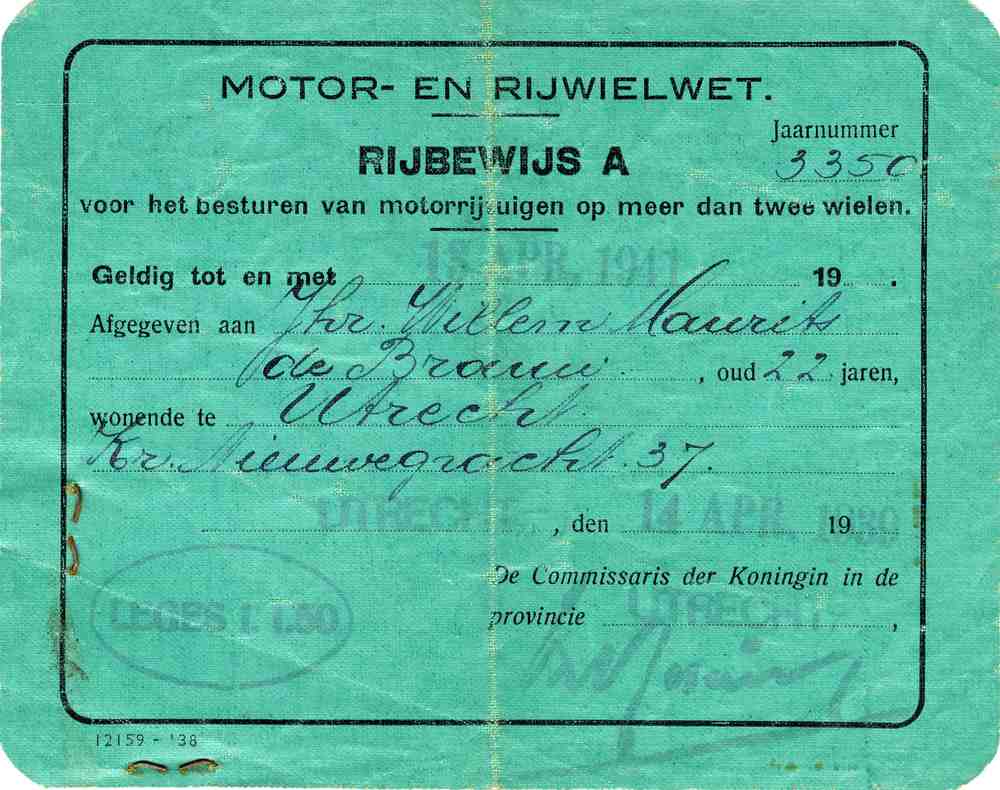 MOTOR- EN RIJWIELWET.
Jaarnummer
3350
RIJBEWIJS A
voor het besturen van motorrijtuigen op meer dan twee wielen.
Geldig tot en met 18 APR. 1941 19 .
Afgegeven aan Jhr. Willem Maurits
de Brauw , oud 22 jaren,
wonende te Utrecht.
Kr. Nieuwegracht. 37.
UTRECHT , den 14 APR. 19
De Commissaris der Koningin in de
provincie UTRECHT,
LEGES f. 1.50
12159 - '38